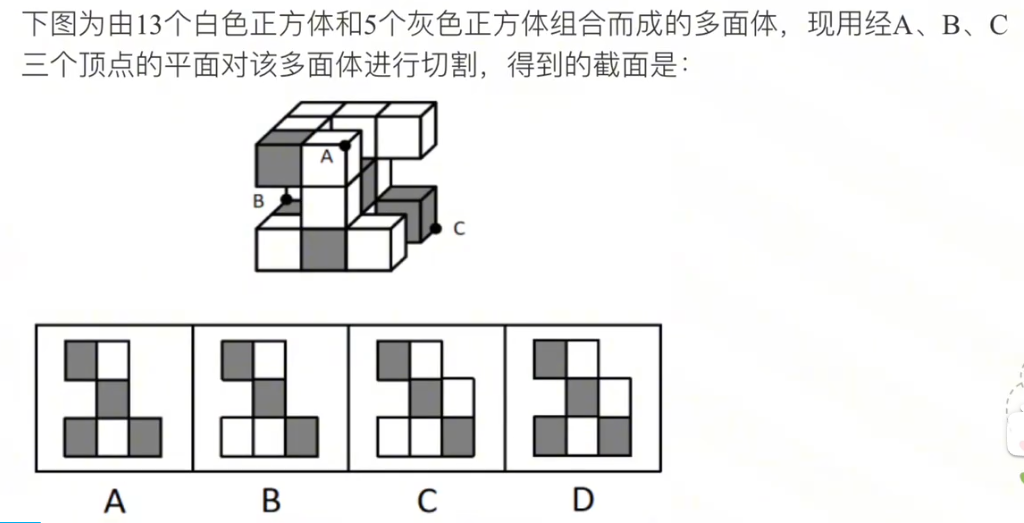 下图为由13个白色正方体和5个灰色正方体组合而成的多面体，现用经A、B、C
三个顶点的平面对该多面体进行切割，得到的截面是：
A
B
C
A B C D